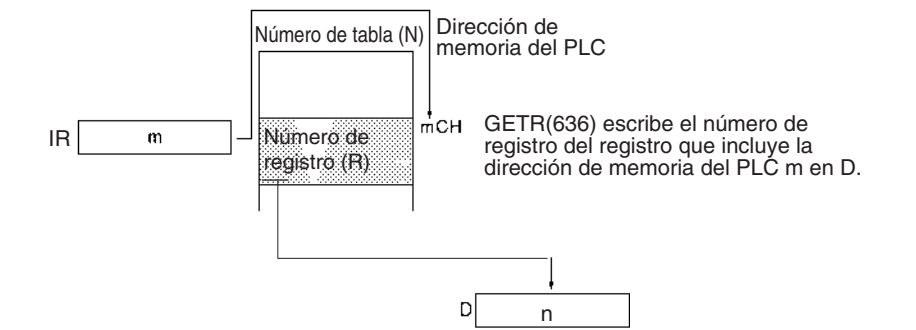 Número de tabla (N)
Dirección de
memoria del PLC
IR
m
mCH
Número de
registro (R)
GETR(636) escribe el número de
registro del registro que incluye la
dirección de memoria del PLC m en D.
D
n